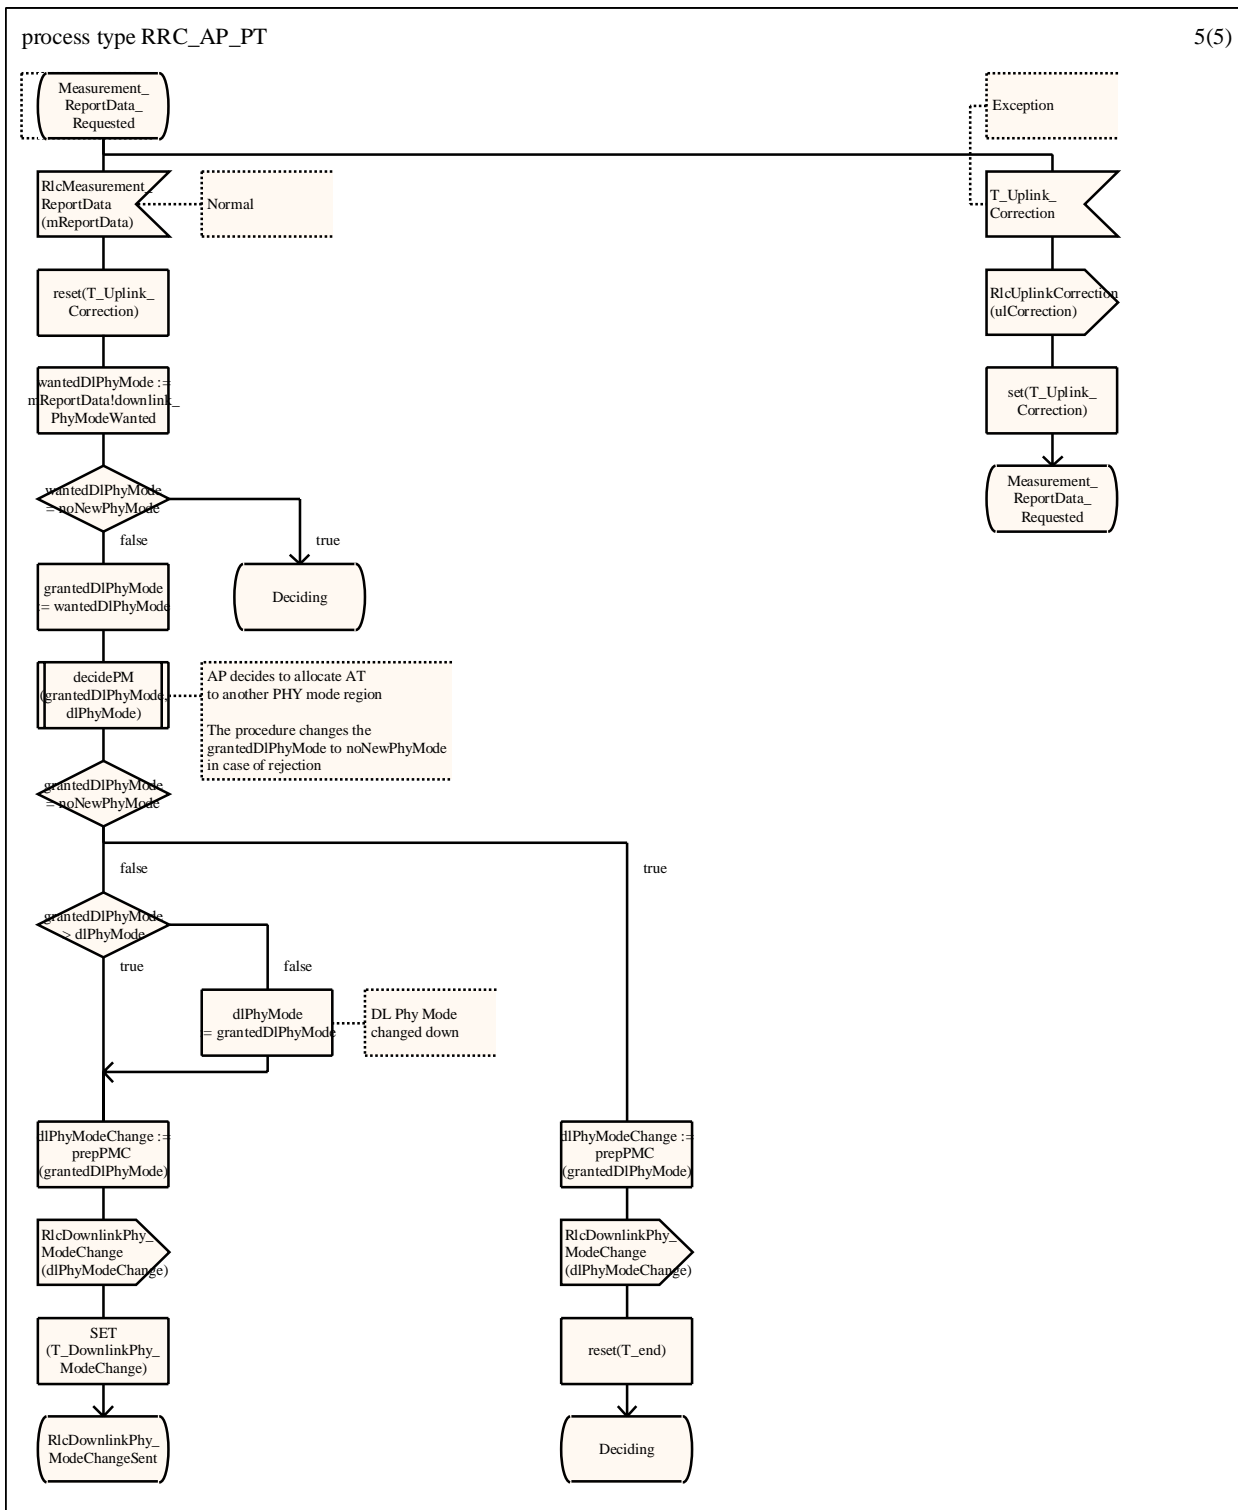 process type RRC_AP_PT
5(5)
Measurement_
ReportData_
Requested
Exception
RlcMeasurement_
ReportData
(mReportData)
Normal
T_Uplink_
Correction
reset(T_Uplink_
Correction)
RlcUplinkCorrection
(ulCorrection)
wantedDlPhyMode :=
mReportData!downlink_
PhyModeWanted
set(T_Uplink_
Correction)
wantedDlPhyMode
= noNewPhyMode
Measurement_
ReportData_
Requested
false
true
grantedDlPhyMode
:= wantedDlPhyMode
Deciding
decidePM
(grantedDlPhyMode,
dlPhyMode)
AP decides to allocate AT
to another PHY mode region
The procedure changes the
grantedDlPhyMode to noNewPhyMode
in case of rejection
grantedDlPhyMode
= noNewPhyMode
false
true
grantedDlPhyMode
> dlPhyMode
true
false
dlPhyMode
:= grantedDlPhyMode
DL Phy Mode
changed down
dlPhyModeChange :=
prepPMC
(grantedDlPhyMode)
dlPhyModeChange :=
prepPMC
(grantedDlPhyMode)
RlcDownlinkPhy_
ModeChange
(dlPhyModeChange)
RlcDownlinkPhy_
ModeChange
(dlPhyModeChange)
SET
(T_DownlinkPhy_
ModeChange)
reset(T_end)
RlcDownlinkPhy_
ModeChangeSent
Deciding